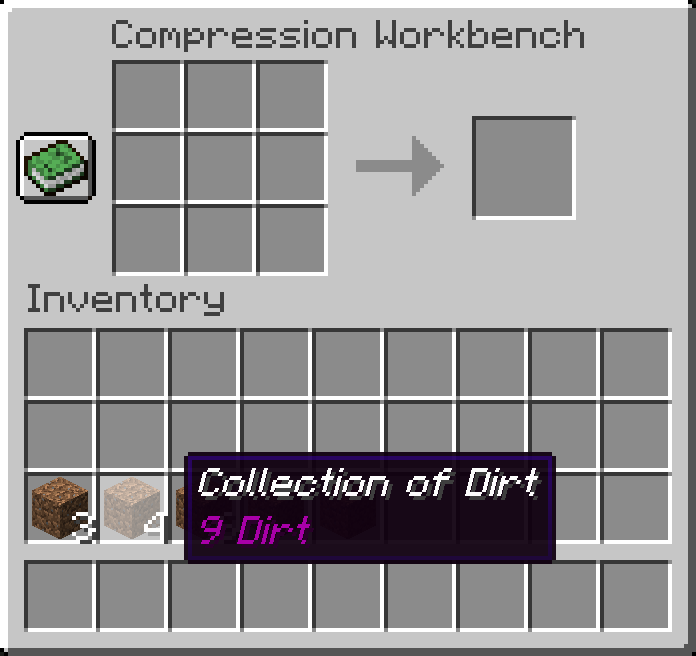 Compression Workbench
Inventory
Collection of Dirt
9 Dirt
3
4